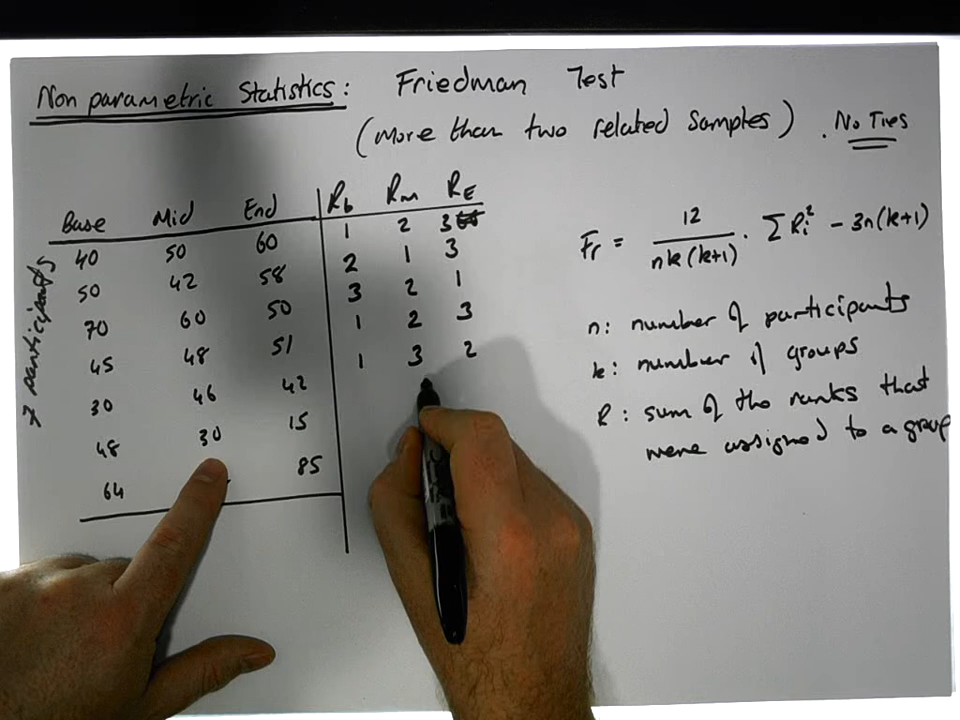 Non parametric Statistics: Friedman Test
(More than two related samples) . No Ties
Base Mid End Rb RM RE
40 50 60 1 2 3
50 42 58 2 1 3
70 60 50 3 2 1
45 48 51 1 2 3
30 46 42 1 3 2
48 30 15
64 85
7 participants
Fr = 12 / nk(k+1) . ∑ Ri² - 3n(k+1)
n: number of participants
k: number of groups
R: sum of the ranks that
were assigned to a group